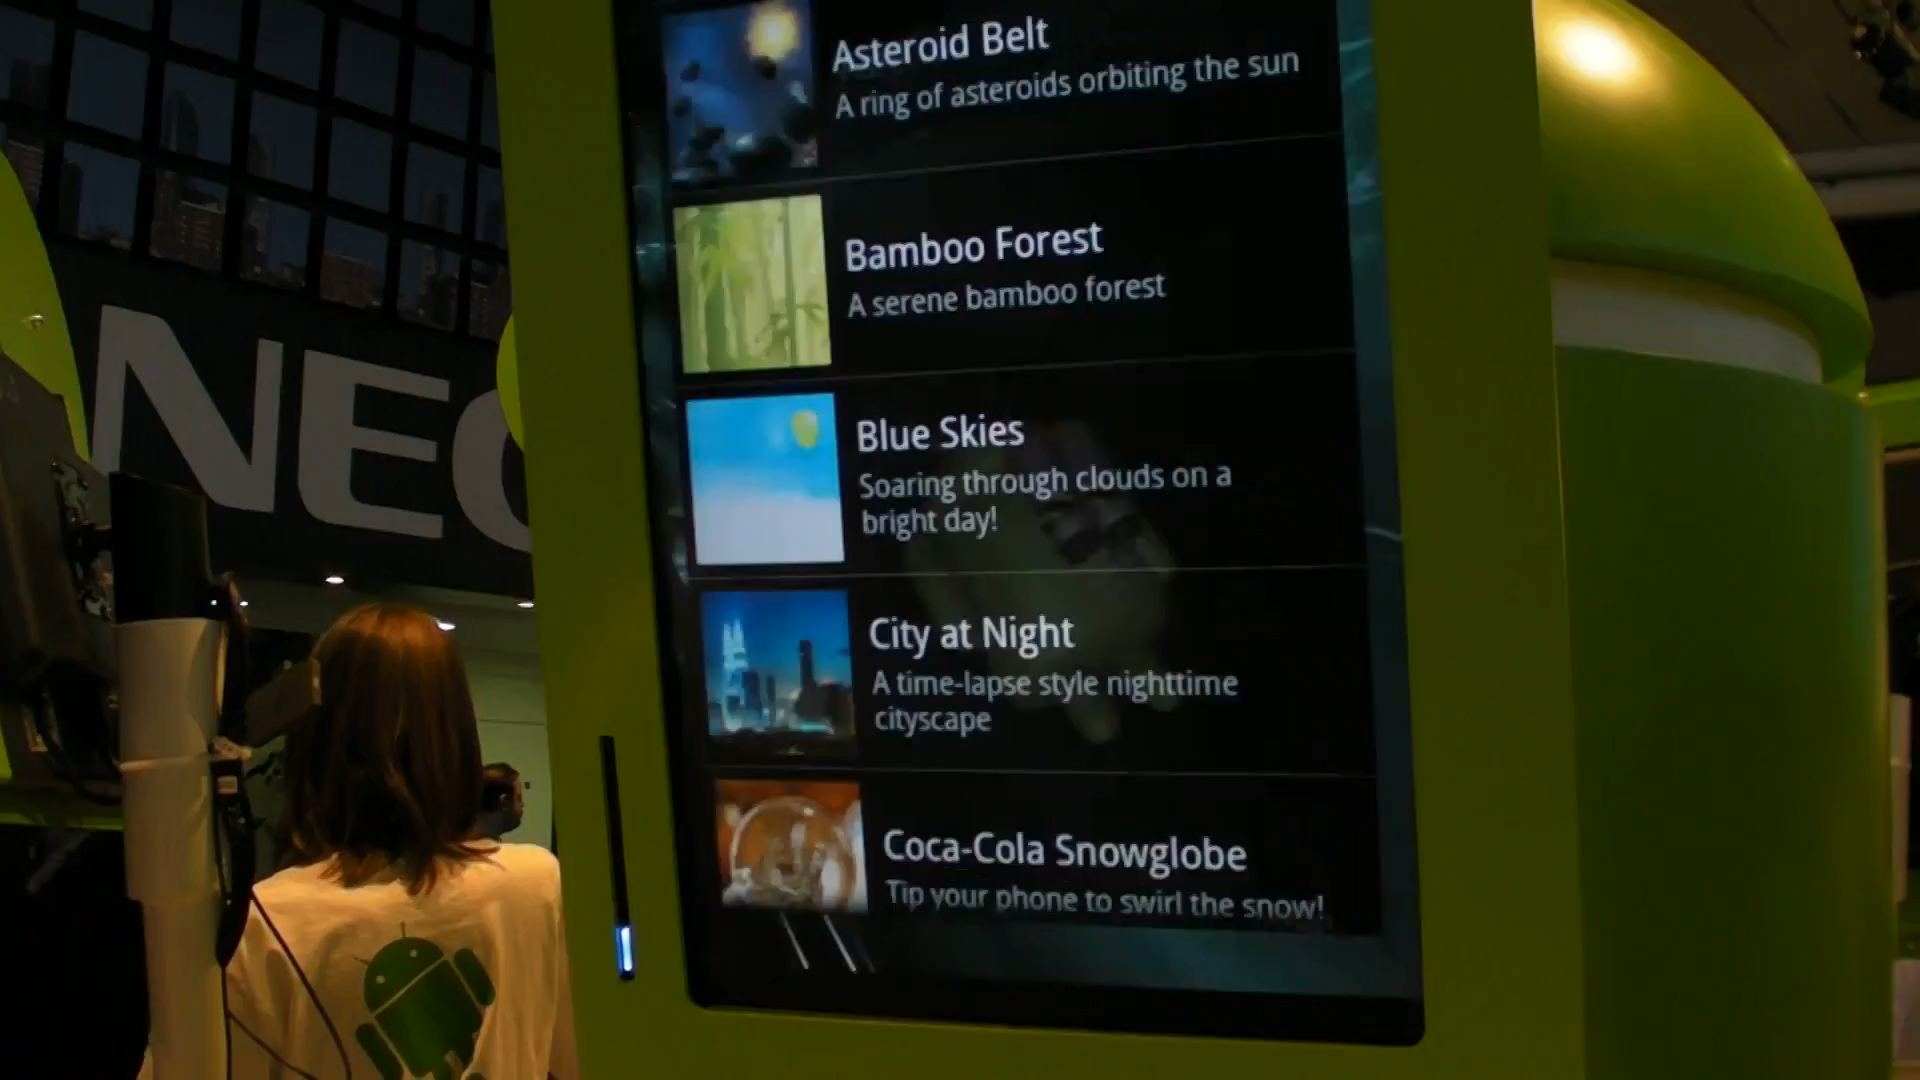 Asteroid Belt
A ring of asteroids orbiting the sun
Bamboo Forest
A serene bamboo forest
Blue Skies
Soaring through clouds on a
bright day!
City at Night
A time-lapse style nighttime
cityscape
Coca-Cola Snowglobe
Tip your phone to swirl the snow!
NEC